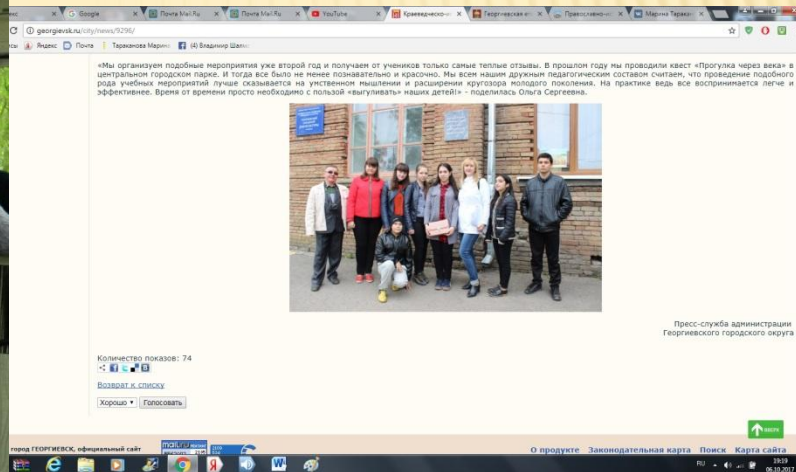 Google
Почта Mail.Ru
Почта Mail.Ru
YouTube
Краеведческо-
Георгиевская
Православно-
Марина Таракан
georgievsk.ru/city/news/9296/
Яндекс Почта Тараканова Марина (4) Владимир
«Мы организуем подобные мероприятия уже второй год и получаем от учеников только самые теплые отзывы. В прошлом году мы проводили квест «Прогулка через века» в
центральном городском парке. И тогда все было не менее познавательно и красочно. Мы всем нашим дружным педагогическим составом считаем, что проведение подобного
рода учебных мероприятий лучше сказывается на умственном мышлении и расширении кругозора молодого поколения. На практике ведь все воспринимается легче и
эффективнее. Время от времени просто необходимо с пользой «выгуливать» наших детей!» - поделилась Ольга Сергеевна.
Пресс-служба администрации
Георгиевского городского округа
Количество показов: 74
Возврат к списку
Хорошо Голосовать
ВВЕРХ
город ГЕОРГИЕВСК, официальный сайт
mail.ru
О продукте Законодательная карта Поиск Карта сайта
RU
19:19
06.10.2017